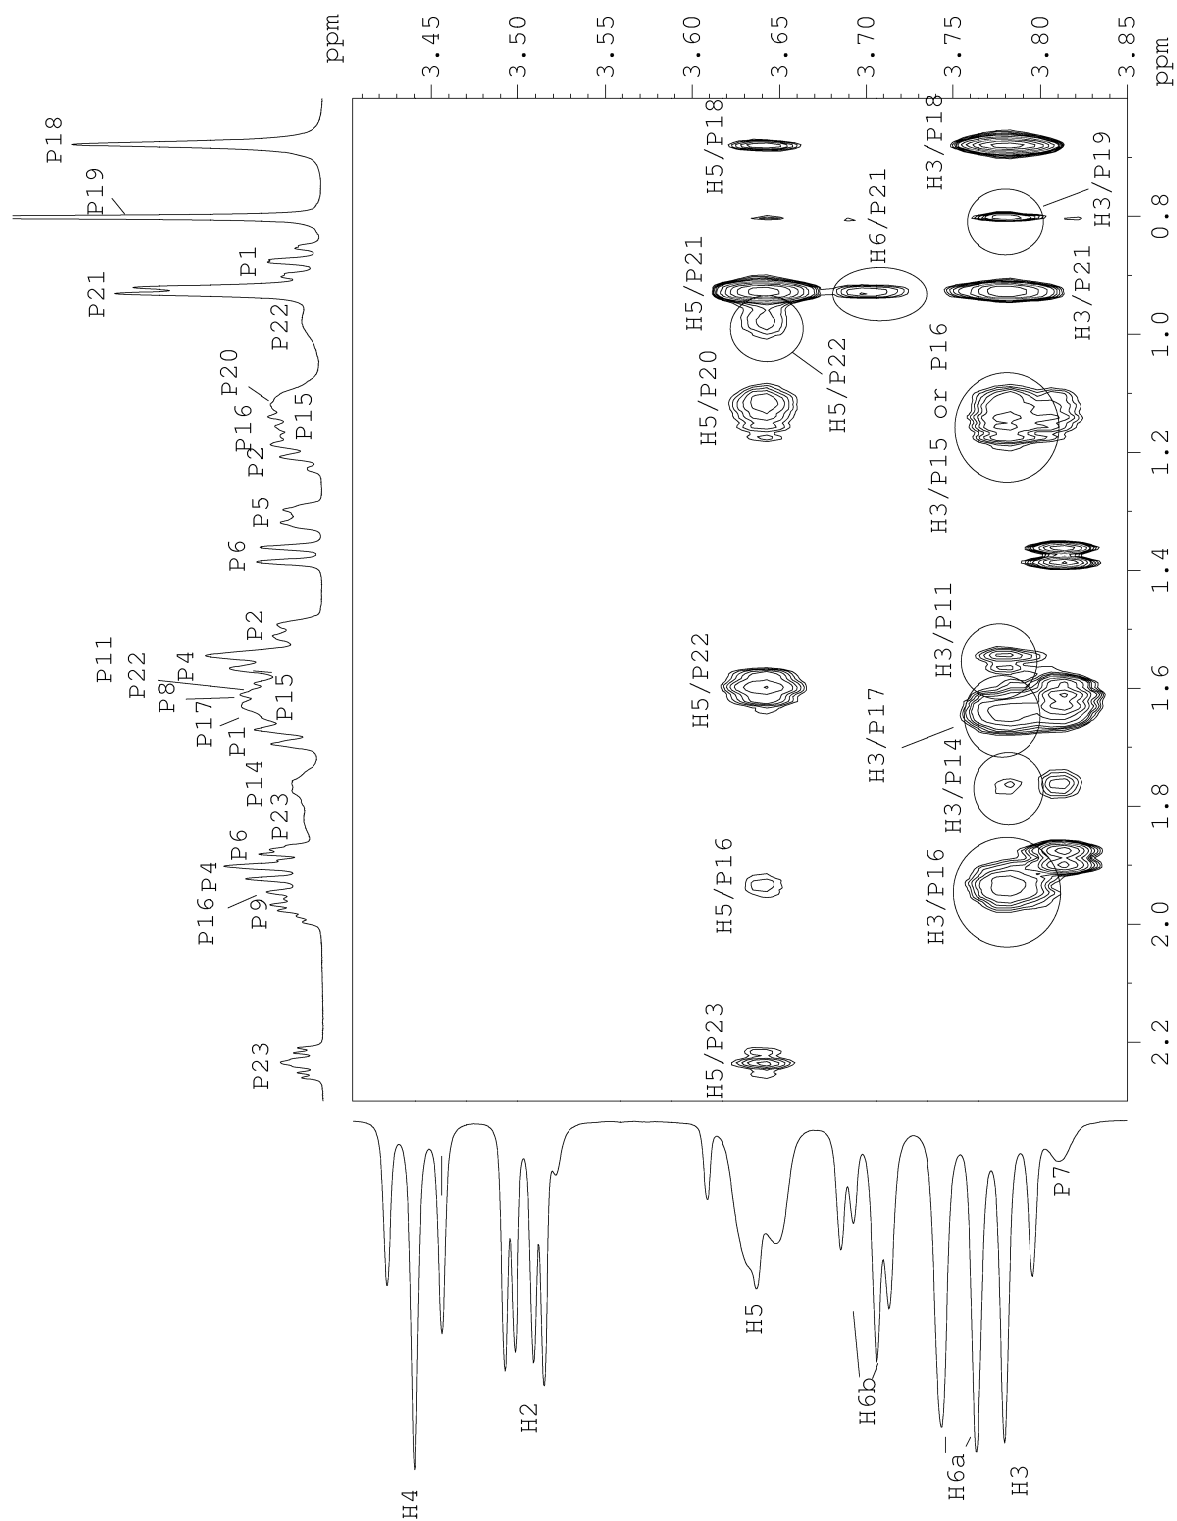 ppm
3.45
3.50
3.55
3.60
3.65
3.70
3.75
3.80
3.85
ppm
P18
P19
P1
P21
P22
P20
P16
P15
P2
P5
P6
P2
P11
P22
P4
P8
P15
P17
P1
P14
P23
P6
P4
P16
P9
P23
H5/P18
H3/P18
H3/P19
H6/P21
H5/P21
H3/P21
H5/P22
H5/P20
H3/P15 or P16
H3/P11
H5/P22
H3/P17
H3/P14
H5/P16
H3/P16
H5/P23
0.8
1.0
1.2
1.4
1.6
1.8
2.0
2.2
H4
H2
H5
H6b
H6a
H3
P7